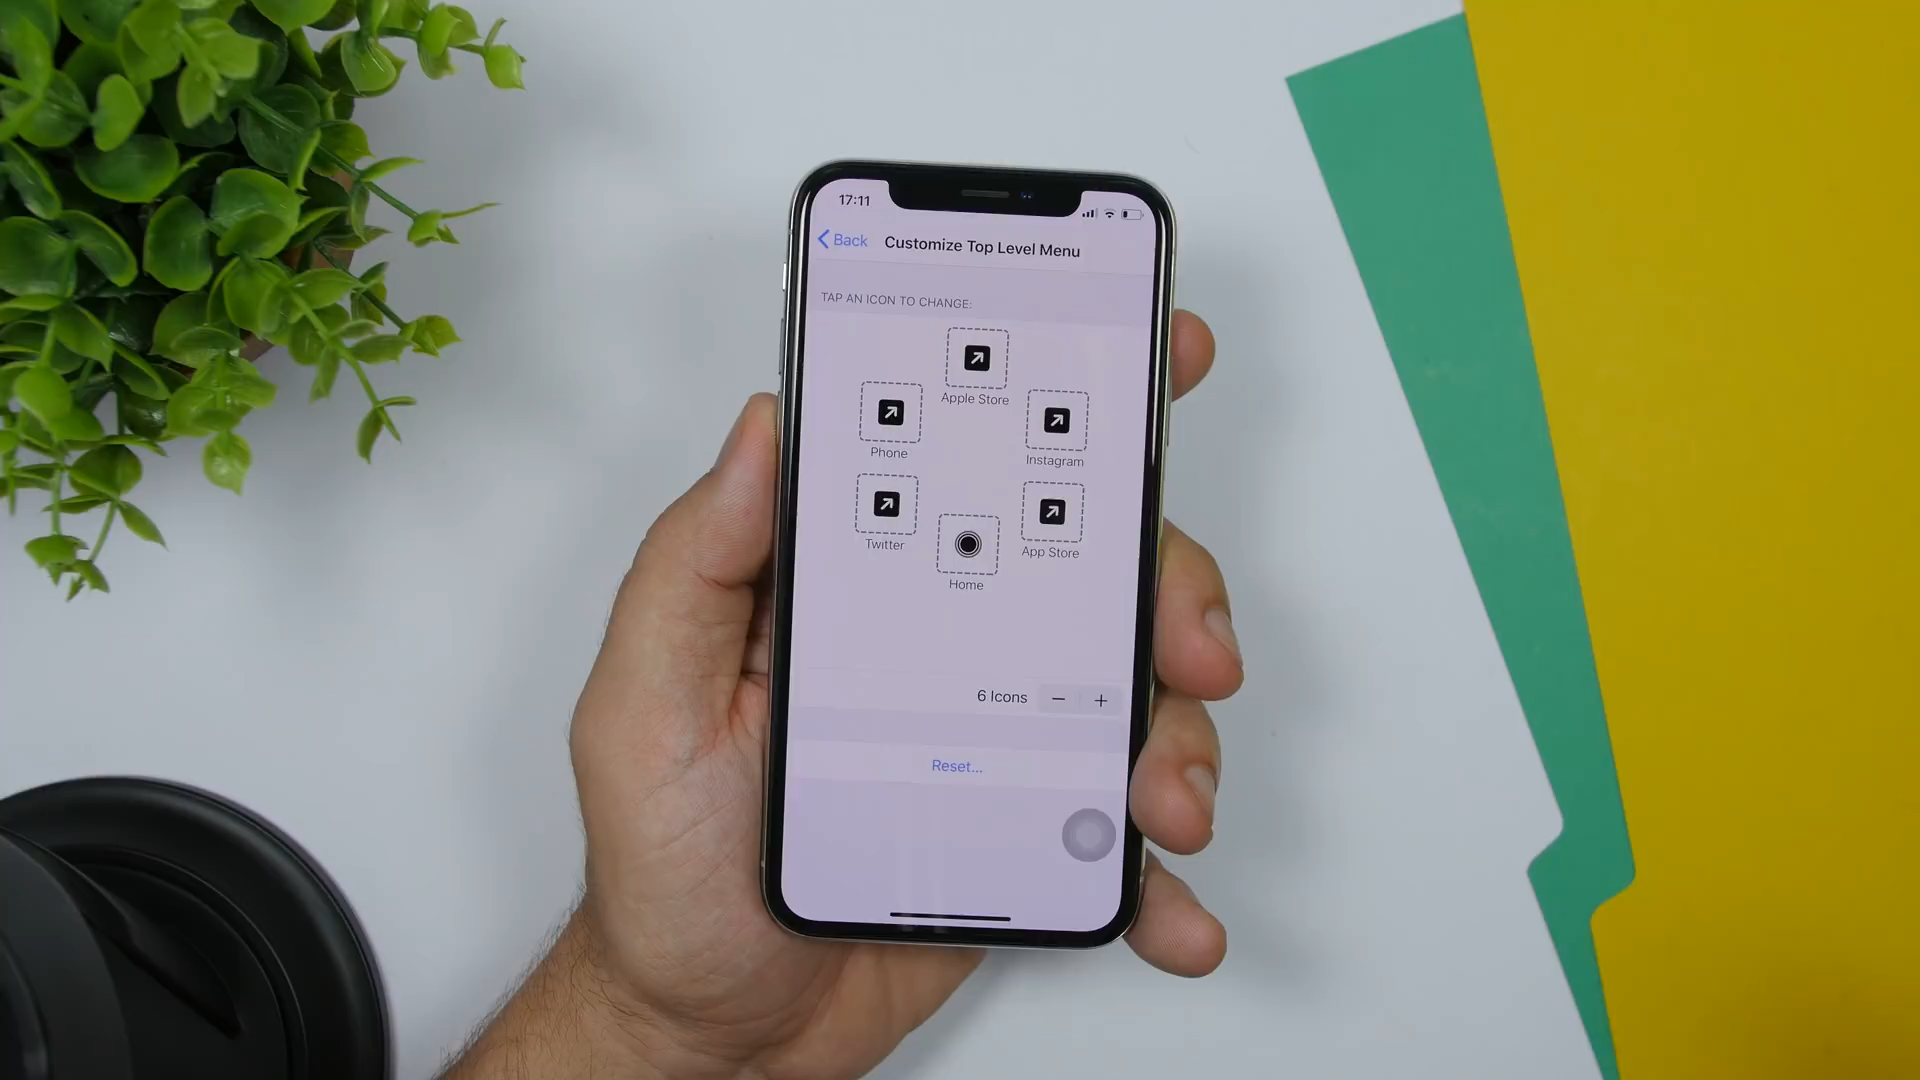 17:11
Back
Customize Top Level Menu
TAP AN ICON TO CHANGE:
Apple Store
Phone
Instagram
Twitter
App Store
Home
6 Icons
Reset...